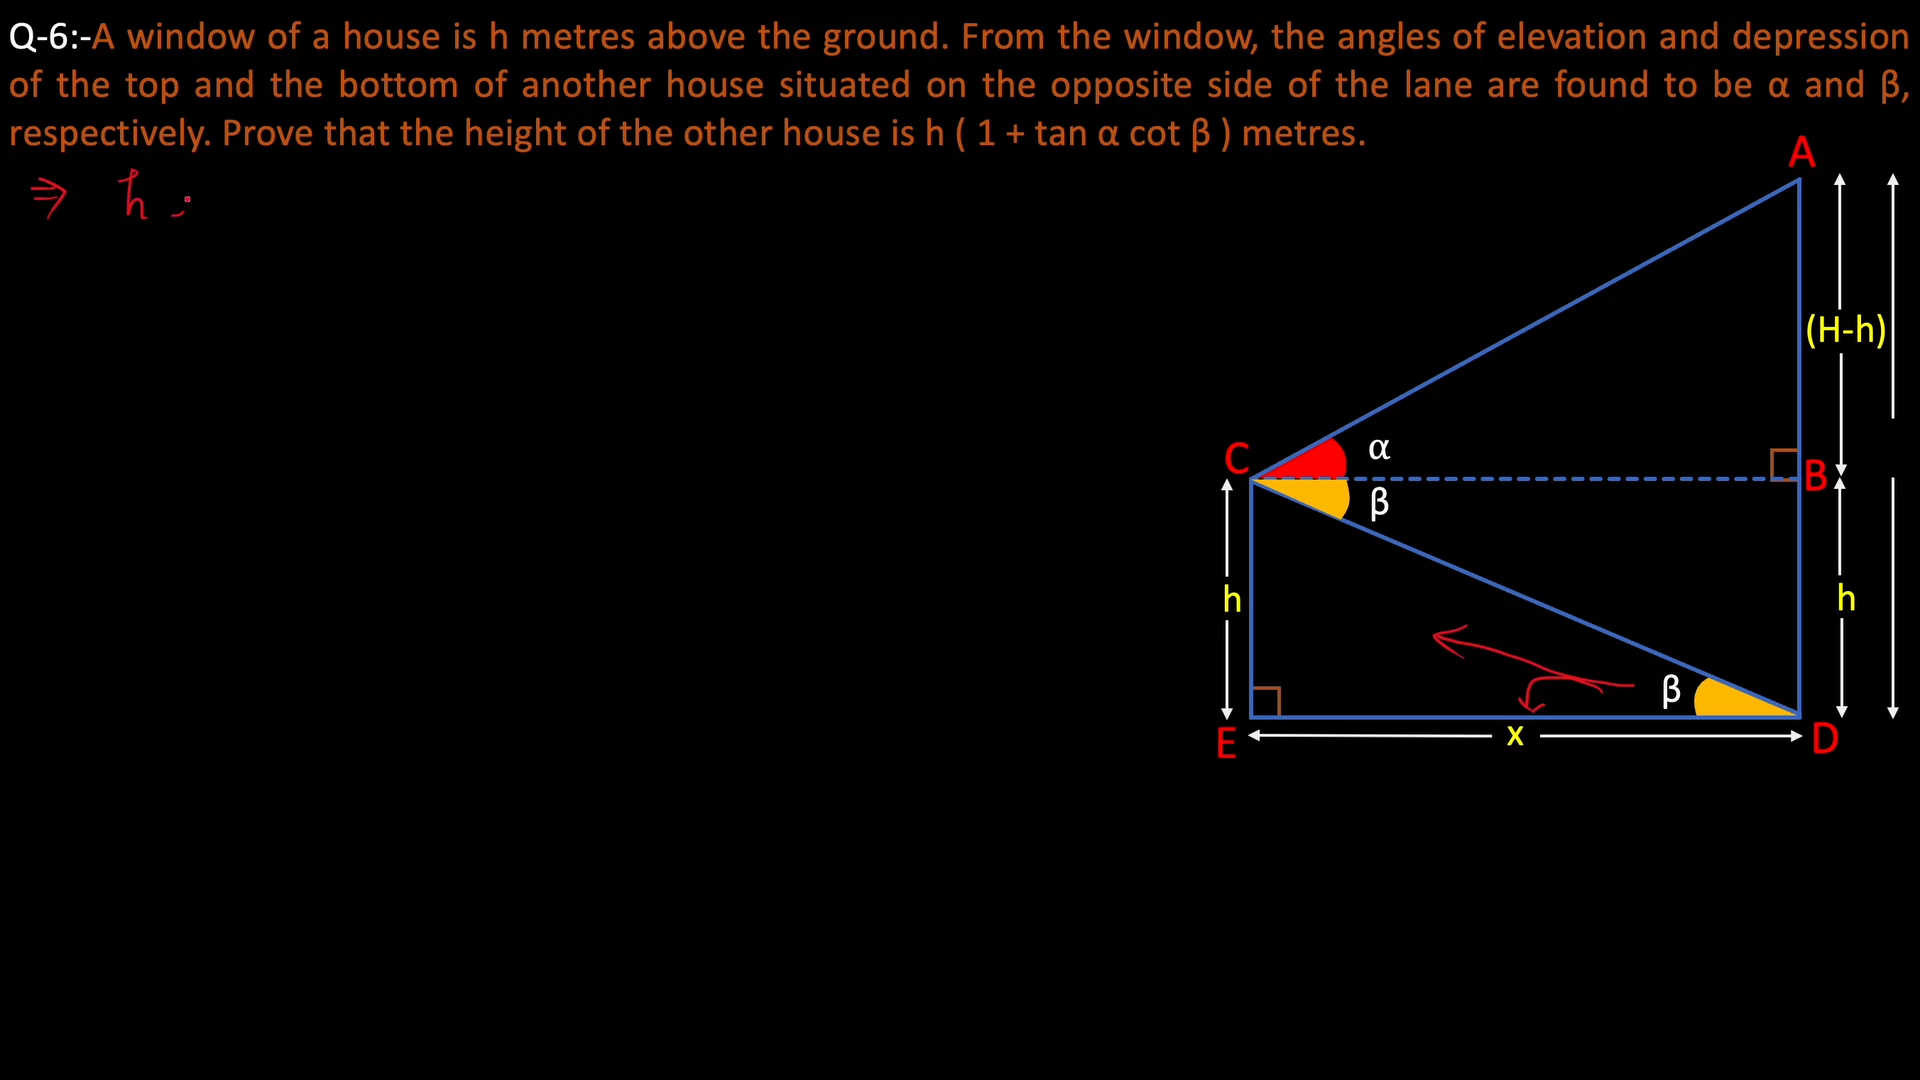 Q-6:-A window of a house is h metres above the ground. From the window, the angles of elevation and depression
of the top and the bottom of another house situated on the opposite side of the lane are found to be α and β,
respectively. Prove that the height of the other house is h ( 1 + tan α cot β ) metres.
⇒ h
A
(H-h)
C
α
B
β
h
h
β
E
x
D